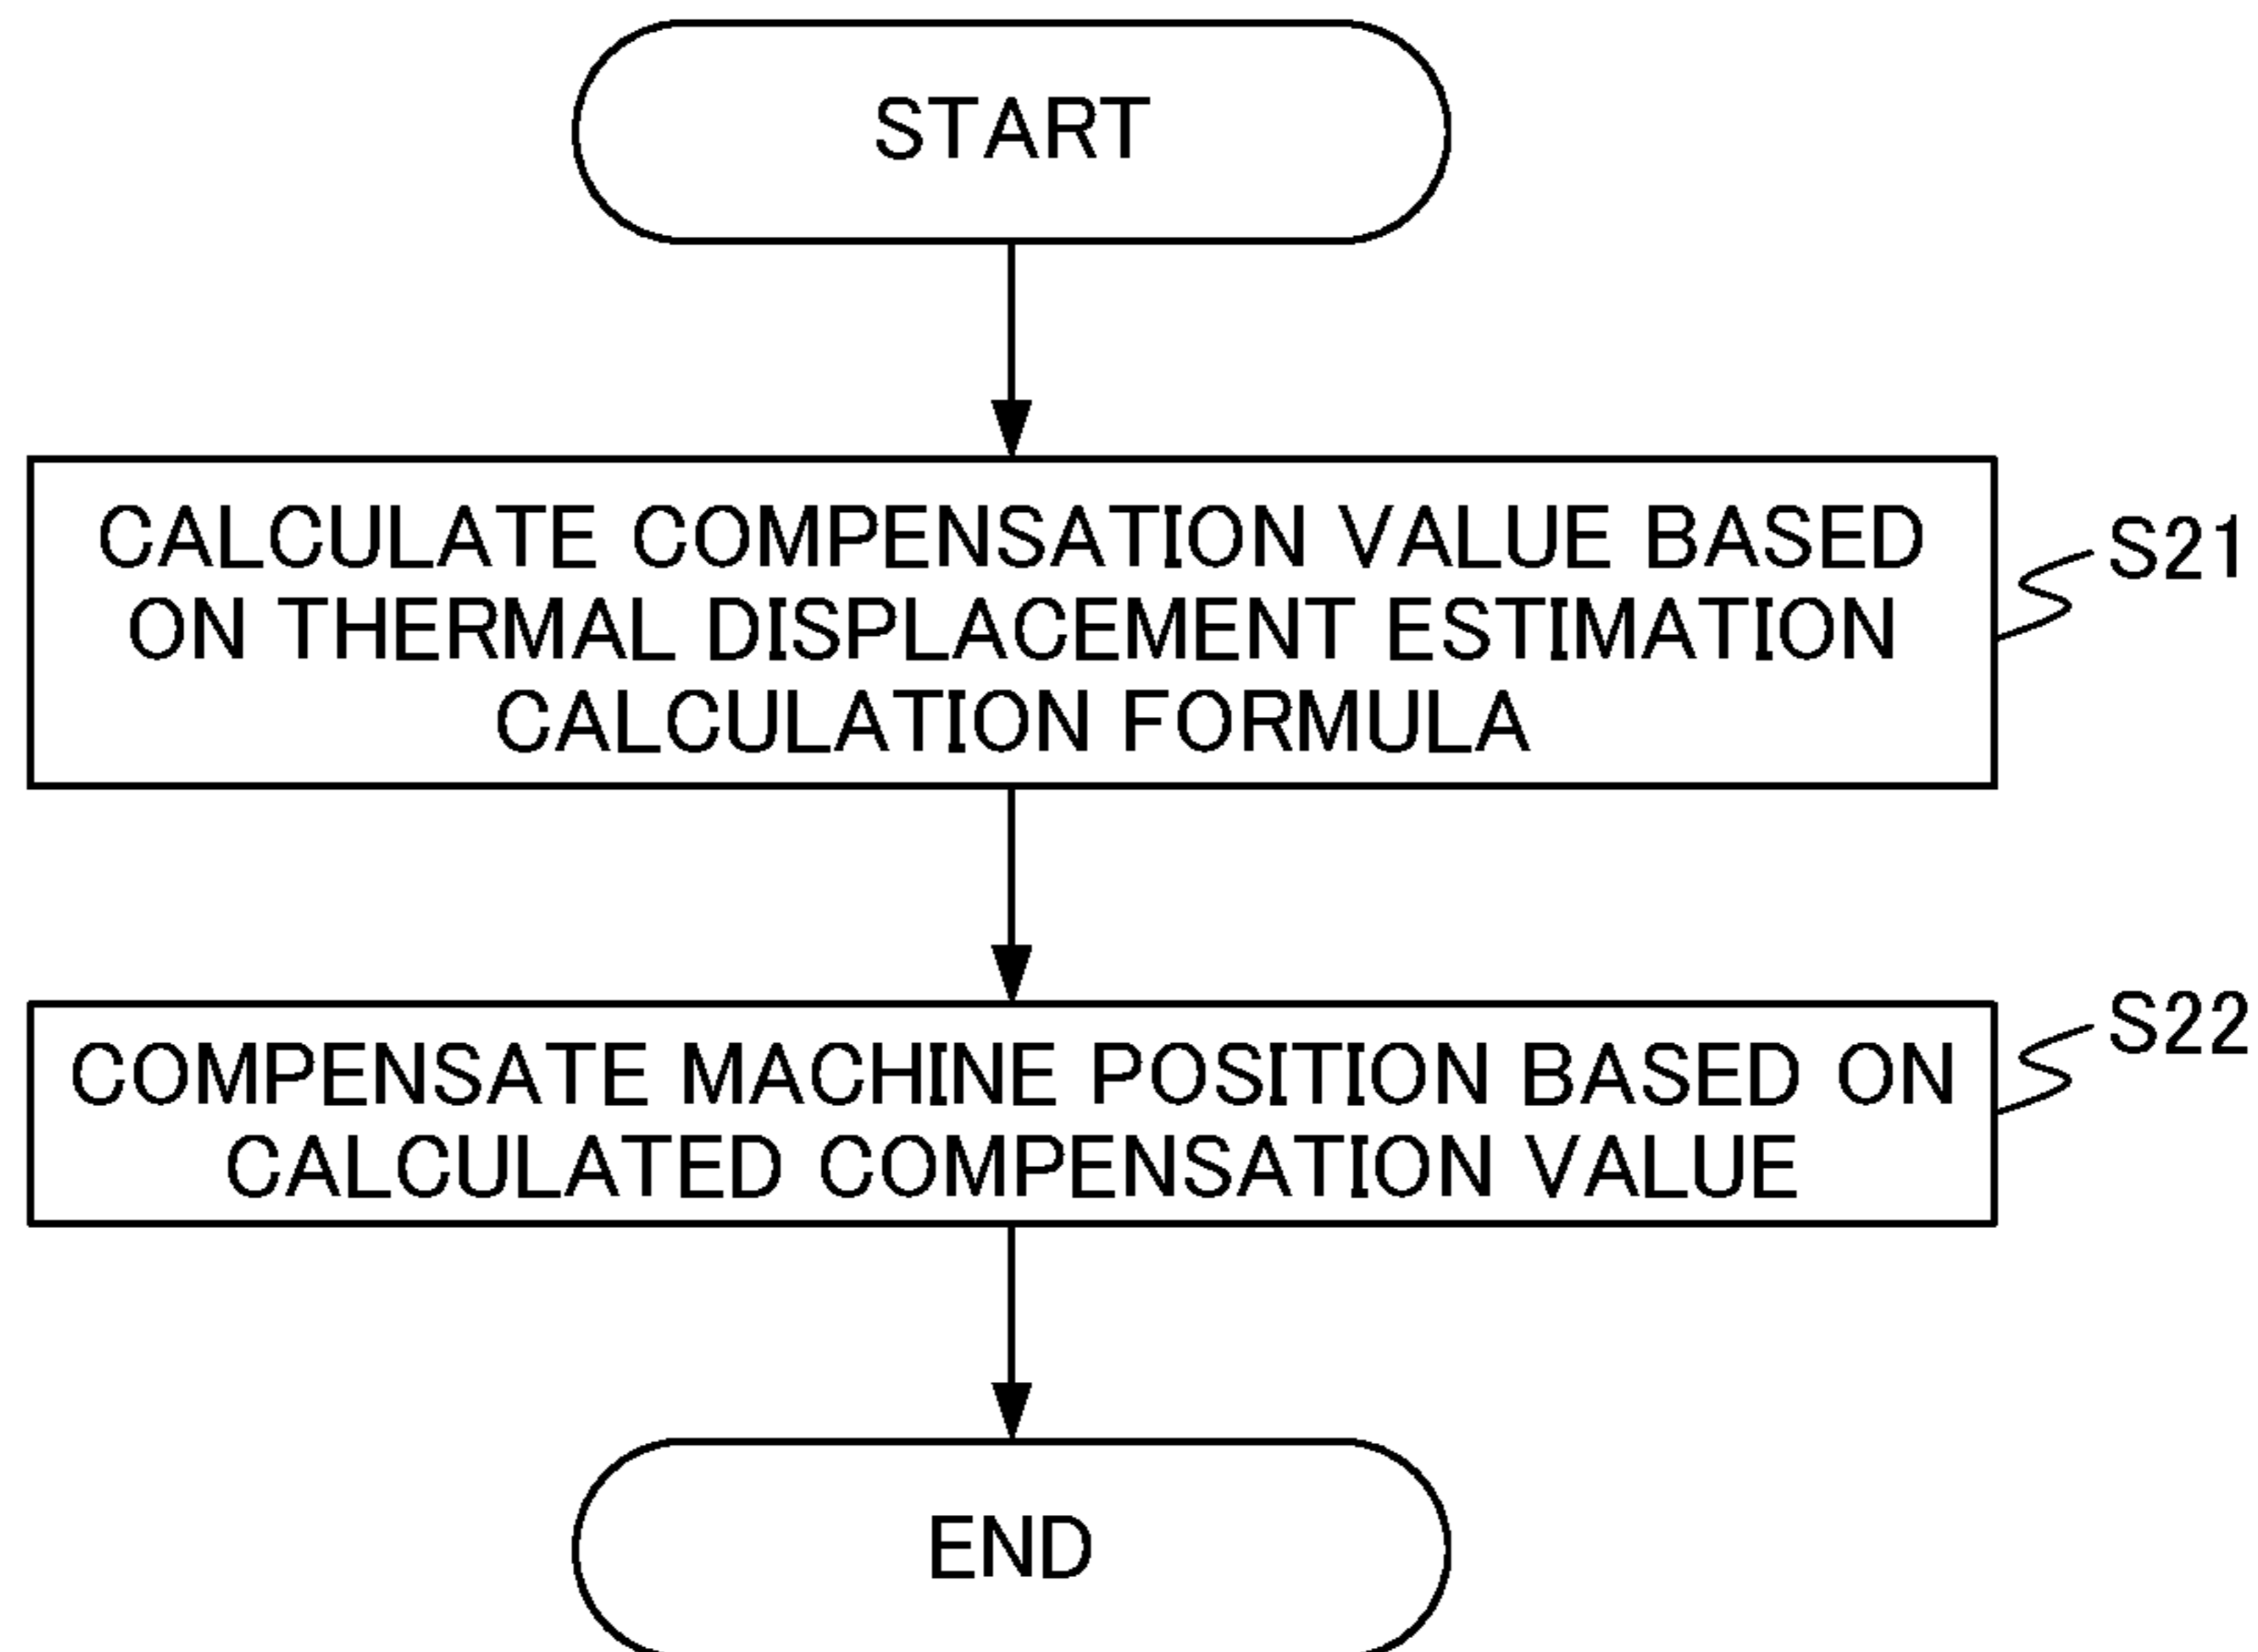 START
CALCULATE COMPENSATION VALUE BASED
ON THERMAL DISPLACEMENT ESTIMATION
CALCULATION FORMULA
S21
COMPENSATE MACHINE POSITION BASED ON
CALCULATED COMPENSATION VALUE
S22
END